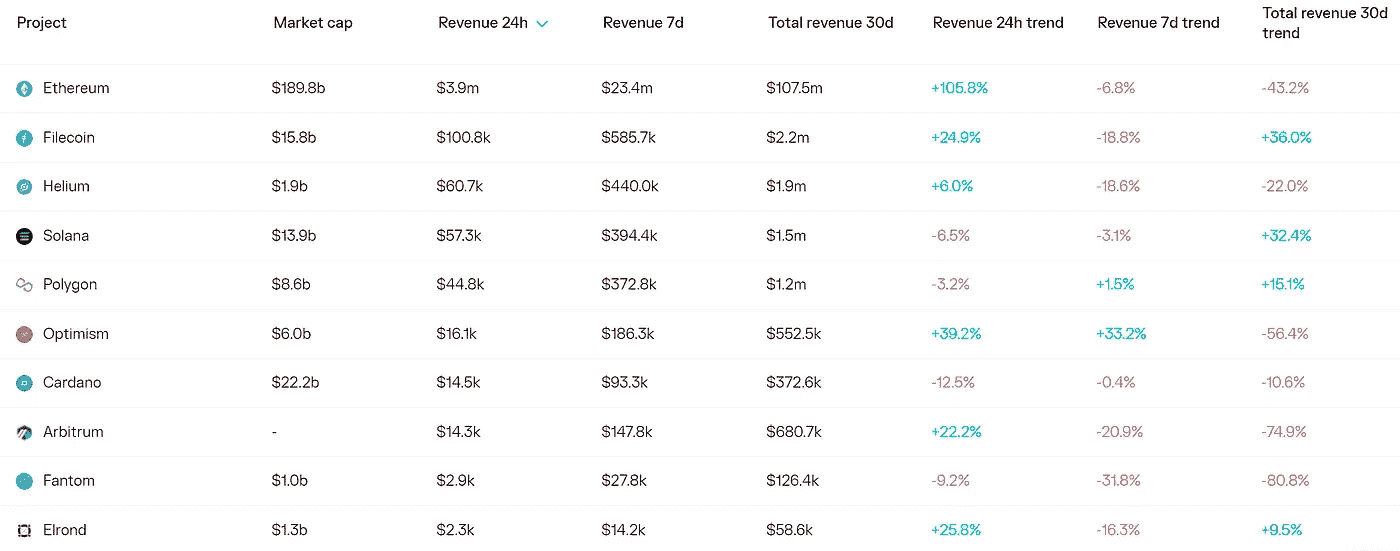 Project Market cap Revenue 24h Revenue 7d Total revenue 30d Revenue 24h trend Revenue 7d trend Total revenue 30d
trend
Ethereum $189.8b $3.9m $23.4m $107.5m +105.8% -6.8% -43.2%
Filecoin $15.8b $100.8k $585.7k $2.2m +24.9% -18.8% +36.0%
Helium $1.9b $60.7k $440.0k $1.9m +6.0% -18.6% -22.0%
Solana $13.9b $57.3k $394.4k $1.5m -6.5% -3.1% +32.4%
Polygon $8.6b $44.8k $372.8k $1.2m -3.2% +1.5% +15.1%
Optimism $6.0b $16.1k $186.3k $552.5k +39.2% +33.2% -56.4%
Cardano $22.2b $14.5k $93.3k $372.6k -12.5% -0.4% -10.6%
Arbitrum - $14.3k $147.8k $680.7k +22.2% -20.9% -74.9%
Fantom $1.0b $2.9k $27.8k $126.4k -9.2% -31.8% -80.8%
Elrond $1.3b $2.3k $14.2k $58.6k +25.8% -16.3% +9.5%